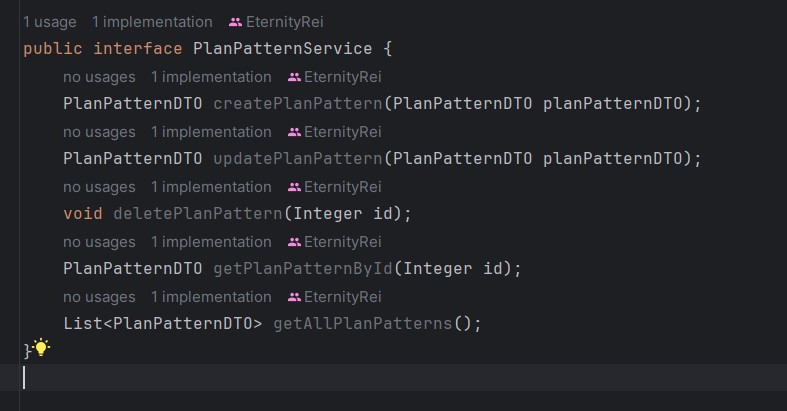 1 usage 1 implementation EternityRei
public interface PlanPatternService {
no usages 1 implementation EternityRei
PlanPatternDTO createPlanPattern(PlanPatternDTO planPatternDTO);
no usages 1 implementation EternityRei
PlanPatternDTO updatePlanPattern(PlanPatternDTO planPatternDTO);
no usages 1 implementation EternityRei
void deletePlanPattern(Integer id);
no usages 1 implementation EternityRei
PlanPatternDTO getPlanPatternById(Integer id);
no usages 1 implementation EternityRei
List<PlanPatternDTO> getAllPlanPatterns();
}